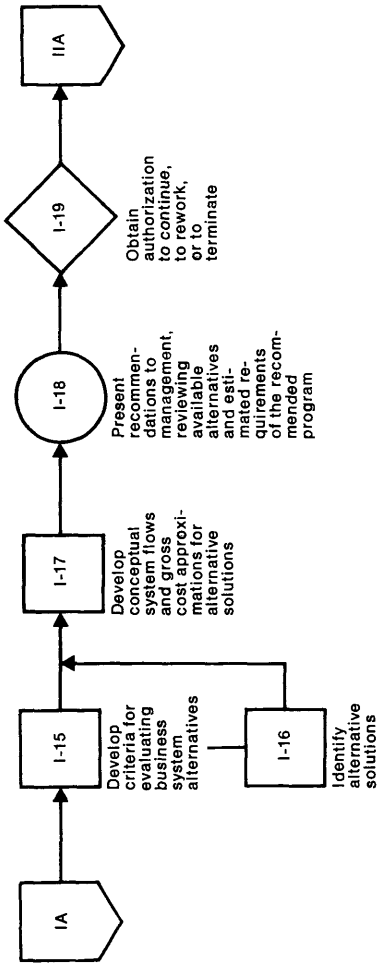 IA
I-15
Develop
criteria for
evaluating
business
system
alternatives
I-16
Identify
alternative
solutions
I-17
Develop
conceptual
system flows
and gross
cost approxi-
mations for
alternative
solutions
I-18
Present
recommen-
dations to
management,
reviewing
available
alternatives
and esti-
mated re-
quirements
of the recom-
mended
program
I-19
Obtain
authorization
to continue,
to rework,
or to
terminate
IIA